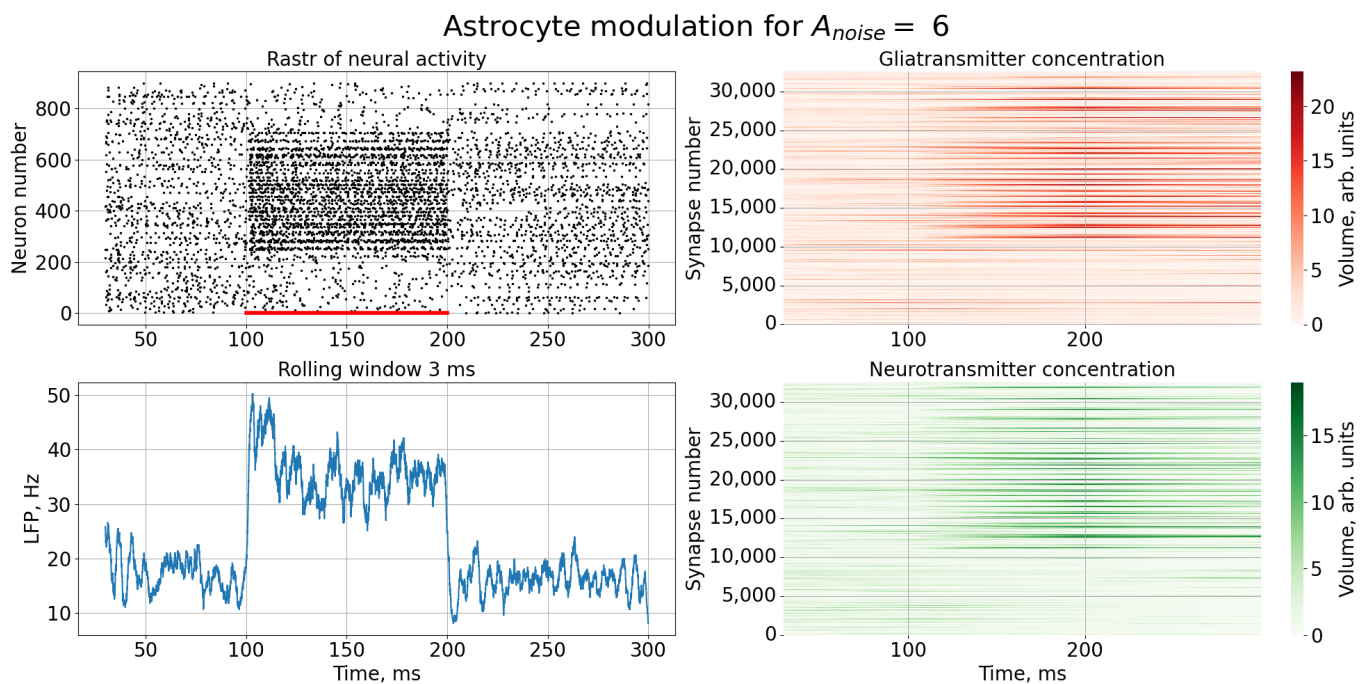 Astrocyte modulation for A_noise = 6
Rastr of neural activity
Neuron number
800
600
400
200
0
50 100 150 200 250 300
Gliatransmitter concentration
Synapse number
30,000
25,000
20,000
15,000
10,000
5,000
0
100 200
20
15
10
5
0
Volume, arb. units
Rolling window 3 ms
LFP, Hz
50
40
30
20
10
50 100 150 200 250 300
Time, ms
Neurotransmitter concentration
Synapse number
30,000
25,000
20,000
15,000
10,000
5,000
0
100 200
Time, ms
15
10
5
0
Volume, arb. units